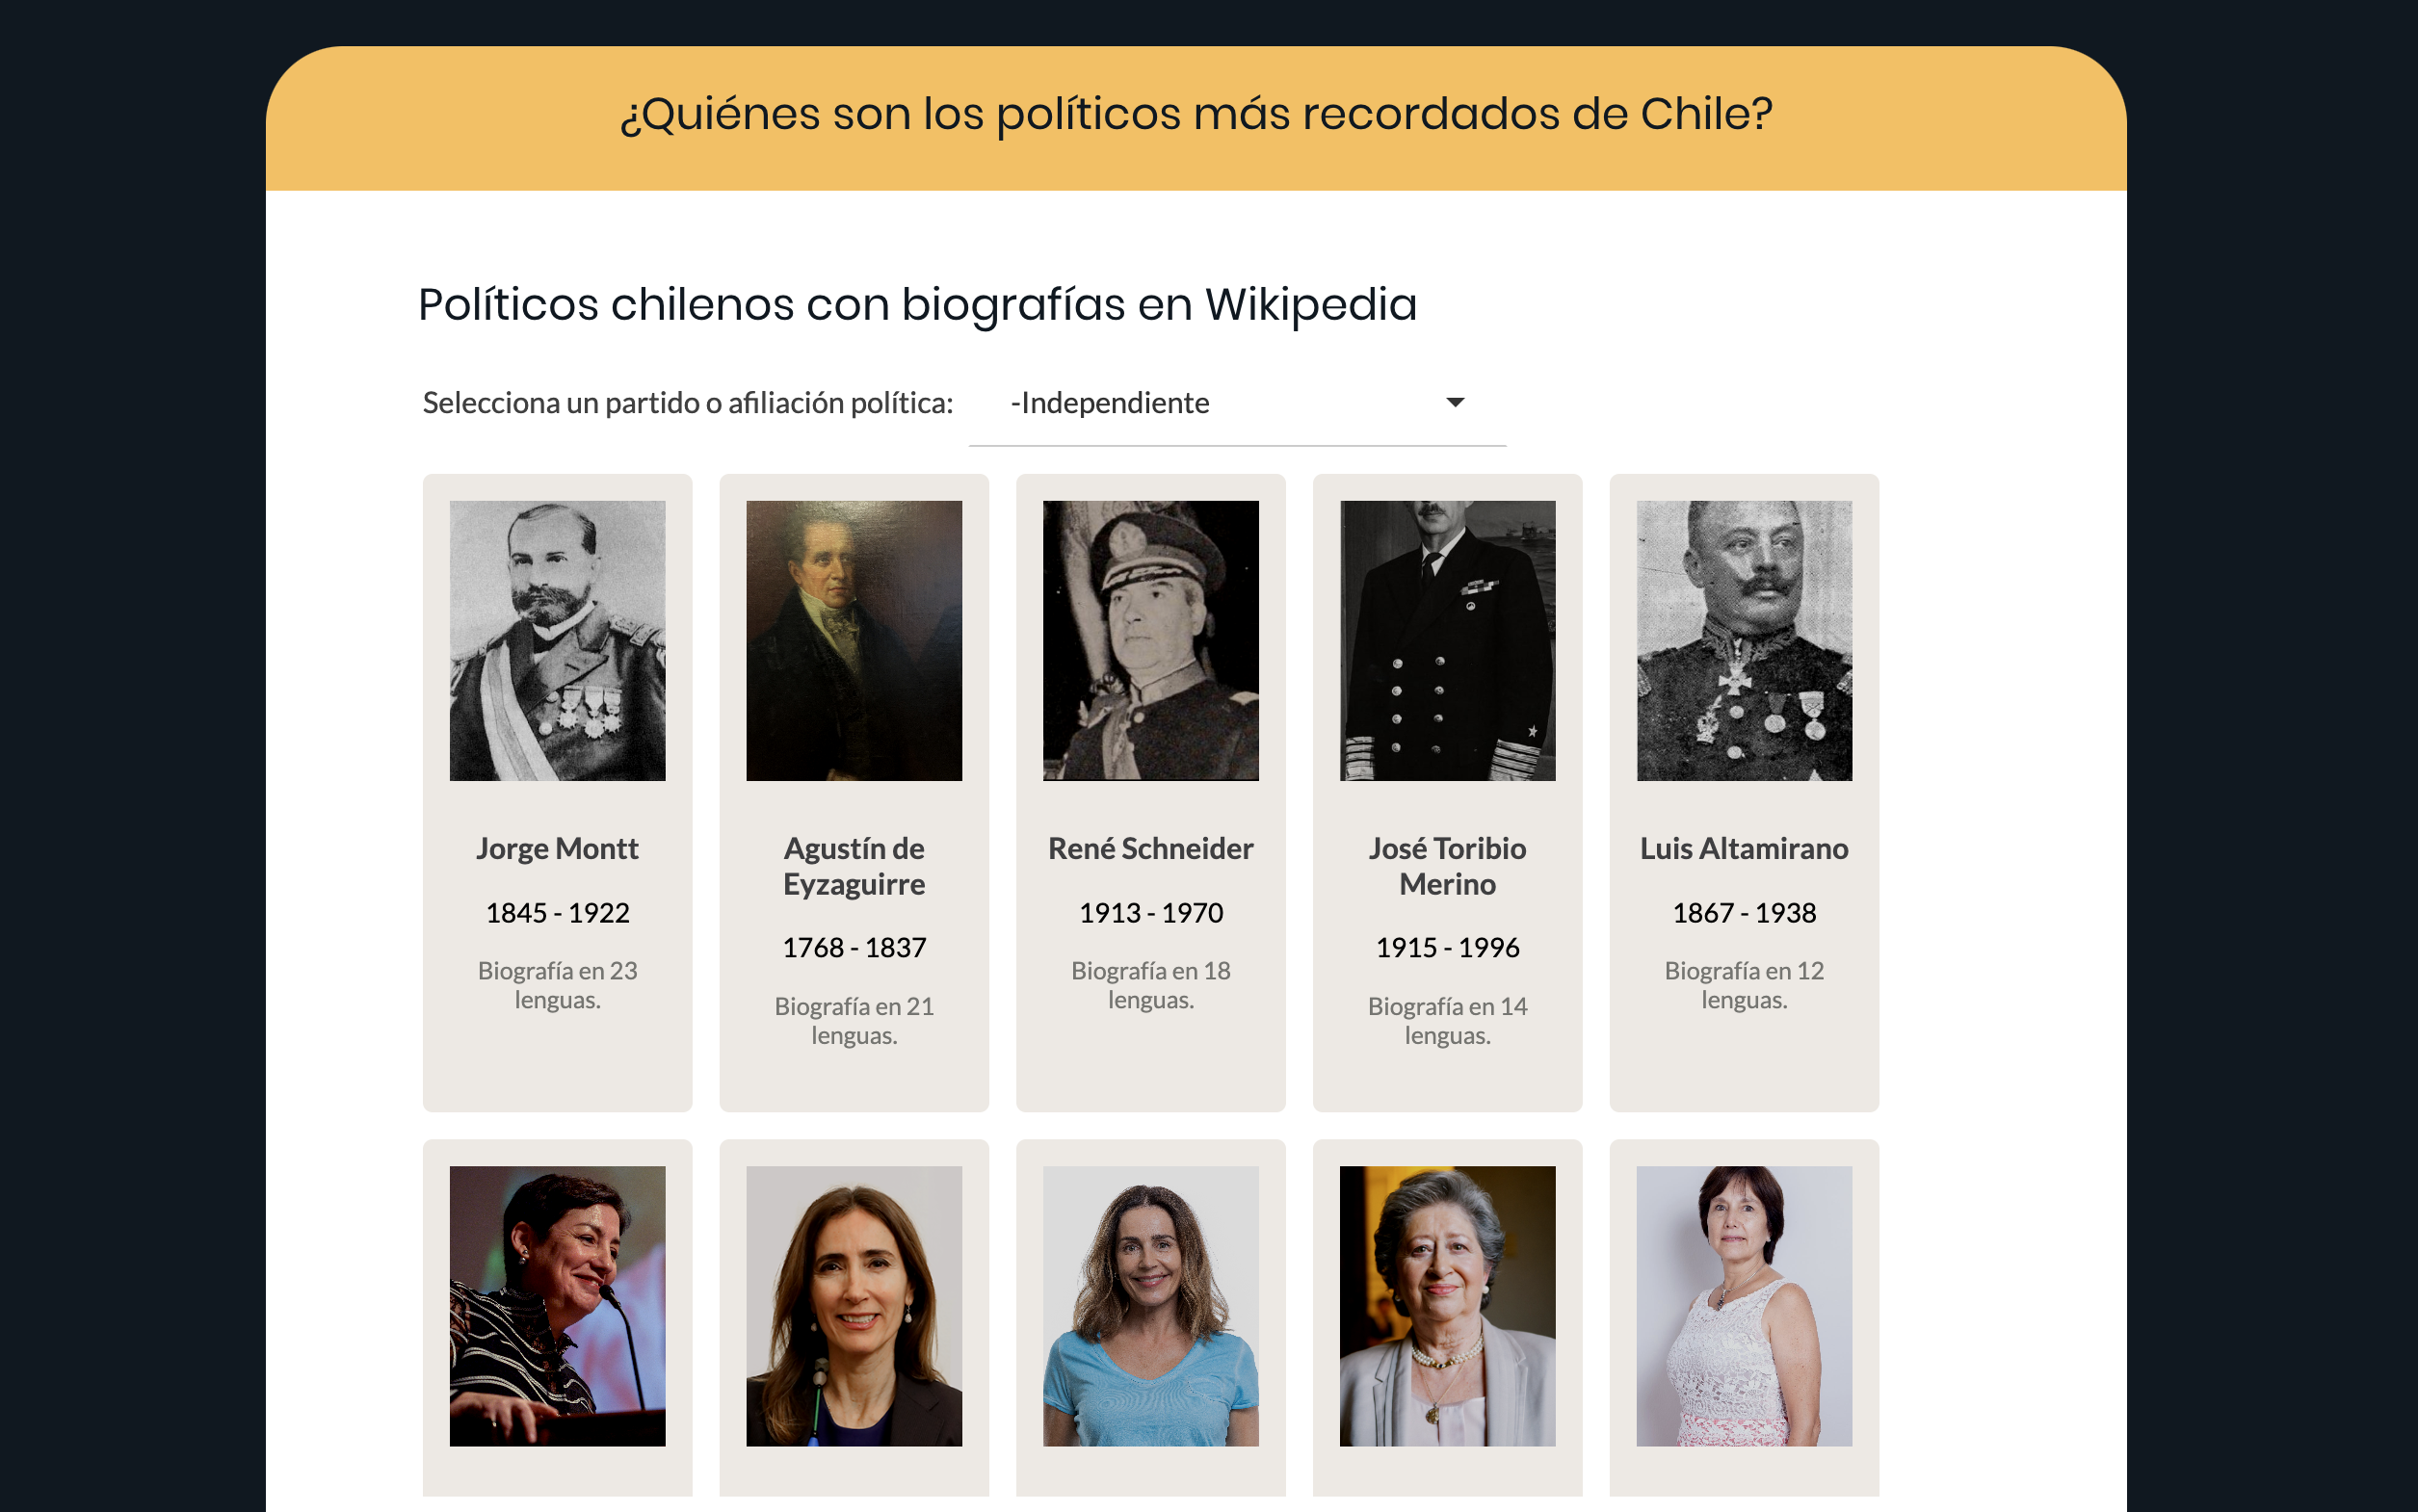 ¿Quiénes son los políticos más recordados de Chile?
Políticos chilenos con biografías en Wikipedia
Selecciona un partido o afiliación política: -Independiente
Jorge Montt
1845 - 1922
Biografía en 23
lenguas.
Agustín de
Eyzaguirre
1768 - 1837
Biografía en 21
lenguas.
René Schneider
1913 - 1970
Biografía en 18
lenguas.
José Toribio
Merino
1915 - 1996
Biografía en 14
lenguas.
Luis Altamirano
1867 - 1938
Biografía en 12
lenguas.